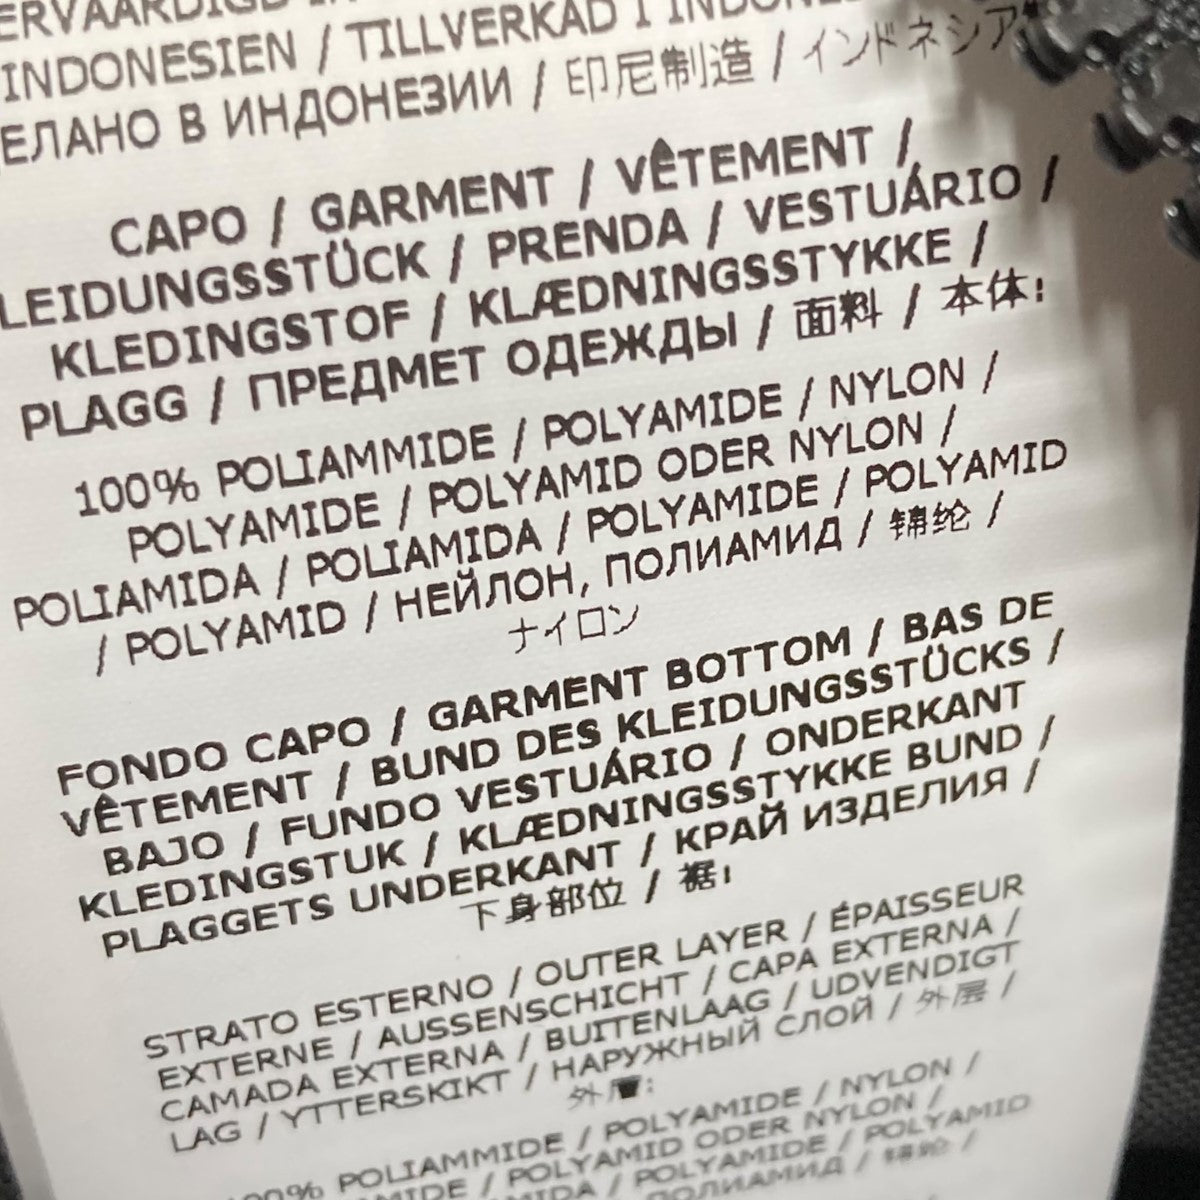 INDONESIEN / TILLVERKAD I
В ИНДОНЕЗИИ / 印尼制造 / インドネシア
CAPO / GARMENT / VÊTEMENT /
LEIDUNGSSTÜCK / PRENDA / VESTUÁRIO /
KLEDINGSTOF / KLÆDNINGSSTYKKE /
PLAGG / ПРЕДМЕТ ОДЕЖДЫ / 面料 / 本体:
100% POLIAMMIDE / POLYAMIDE / NYLON /
POLYAMIDE / POLYAMID ODER NYLON /
POLIAMIDA / POLIAMIDA / POLYAMIDE / POLYAMID
/ POLYAMID / НЕЙЛОН, ПОЛИАМИД / 锦纶 /
ナイロン
FONDO CAPO / GARMENT BOTTOM / BAS DE
VÊTEMENT / BUND DES KLEIDUNGSSTÜCKS /
BAJO / FUNDO VESTUÁRIO / ONDERKANT
KLEDINGSTUK / KLÆDNINGSSTYKKE BUND /
PLAGGETS UNDERKANT / КРАЙ ИЗДЕЛИЯ /
下身部位 / 裾:
STRATO ESTERNO / OUTER LAYER / ÉPAISSEUR
EXTERNE / AUSSENSCHICHT / CAPA EXTERNA /
CAMADA EXTERNA / BUITENLAAG / UDVENDIGT
LAG / YTTERSKIKT / НАРУЖНЫЙ СЛОЙ / 外层 /
外層:
100% POLIAMMIDE / POLYAMIDE / NYLON /
POLYAMID ODER NYLON /
POLYAMIDE / POLYAMID